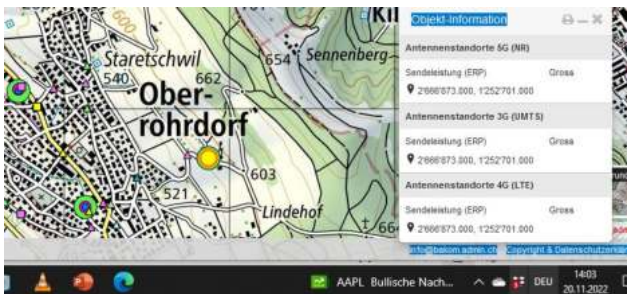 600
Staretschwil
540
662
654
Sennenberg
Ober-
rohrdorf
603
521
Lindehof
664
Objekt-Information
Antennenstandorte 5G (NR)
Sendeleistung (ERP) Gross
2'666'873.000, 1'252'701.000
Antennenstandorte 3G (UMTS)
Sendeleistung (ERP) Gross
2'666'873.000, 1'252'701.000
Antennenstandorte 4G (LTE)
Sendeleistung (ERP) Gross
2'666'873.000, 1'252'701.000
info@bakom.admin.ch Copyright & Datenschutzer
AAPL Bullische Nach... DEU 14:03
20.11.2022